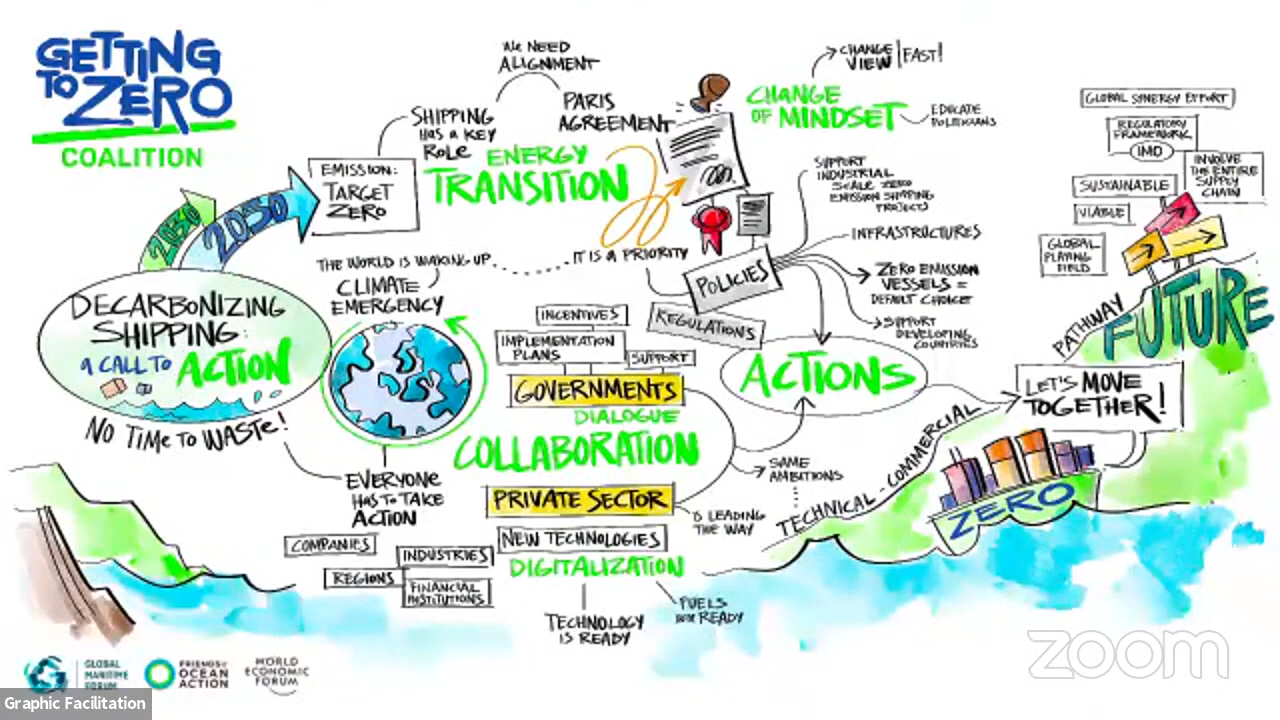 GETTING
TO ZERO
COALITION
2030
2050
EMISSION:
TARGET
ZERO
DECARBONIZING
SHIPPING:
A CALL TO ACTION
NO TIME TO WASTE!
WE NEED
ALIGNMENT
SHIPPING
HAS A KEY
ROLE
PARIS
AGREEMENT
ENERGY
TRANSITION
THE WORLD IS WAKING UP
IT IS A PRIORITY
CLIMATE
EMERGENCY
EVERYONE
HAS TO TAKE
ACTION
COMPANIES
INDUSTRIES
REGIONS
FINANCIAL
INSTITUTIONS
INCENTIVES
IMPLEMENTATION
PLANS
SUPPORT
GOVERNMENTS
DIALOGUE
COLLABORATION
PRIVATE SECTOR
NEW TECHNOLOGIES
DIGITALIZATION
TECHNOLOGY
IS READY
FUELS
READY
IS LEADING
THE WAY
SAME
AMBITIONS
CHANGE
OF MINDSET
CHANGE
VIEW FAST!
EDUCATE
POLITICIANS
POLICIES
REGULATIONS
SUPPORT
INDUSTRIAL
SCALE ZERO
EMISSION SHIPPING
PROJECTS
INFRASTRUCTURES
ZERO EMISSION
VESSELS =
DEFAULT CHOICE
SUPPORT
DEVELOPING
COUNTRIES
ACTIONS
TECHNICAL - COMMERCIAL
LET'S MOVE
TOGETHER!
ZERO
PATHWAY
FUTURE
GLOBAL SYNERGY EFFORT
REGULATORY
FRAMEWORK
IMO
INVOLVE
THE ENTIRE
SUPPLY
CHAIN
SUSTAINABLE
VIABLE
GLOBAL
PLAYING
FIELD
GLOBAL
MARITIME
FORUM
FRIENDS OF
OCEAN
ACTION
WORLD
ECONOMIC
FORUM
Graphic Facilitation
zoom